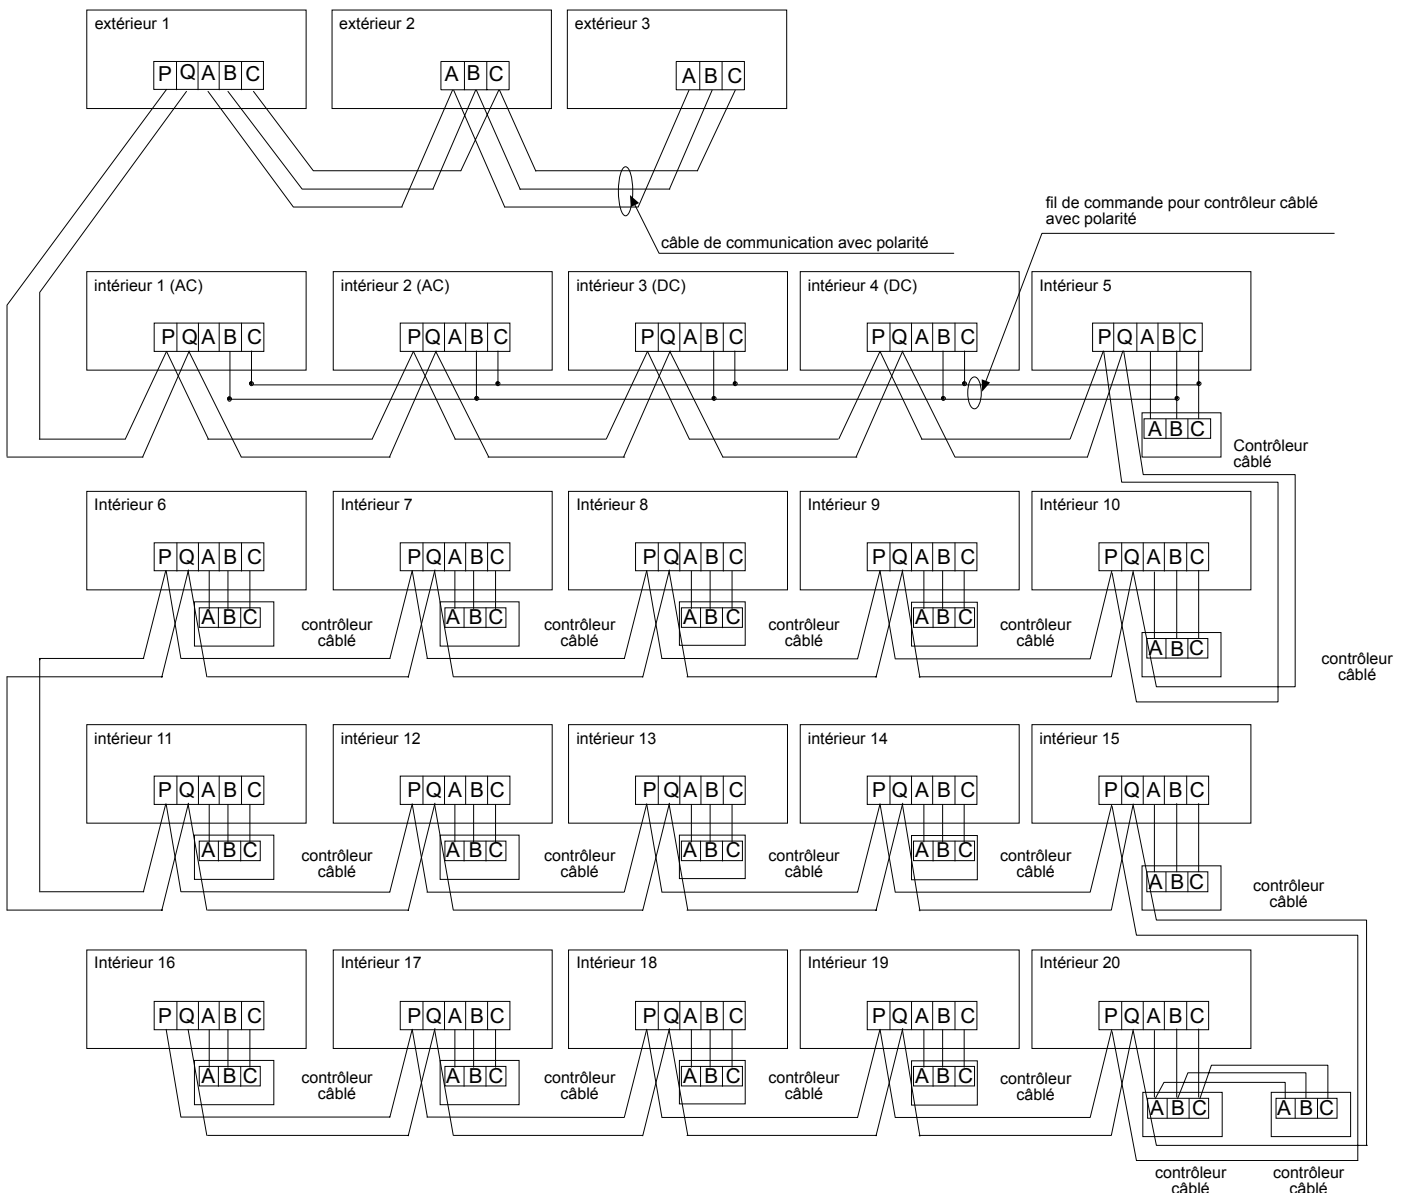 extérieur 1
extérieur 2
extérieur 3
P Q A B C
A B C
A B C
fil de commande pour contrôleur câblé
avec polarité
câble de communication avec polarité
intérieur 1 (AC)
intérieur 2 (AC)
intérieur 3 (DC)
intérieur 4 (DC)
Intérieur 5
P Q A B C
P Q A B C
P Q A B C
P Q A B C
P Q A B C
A B C
Contrôleur
câblé
Intérieur 6
Intérieur 7
Intérieur 8
Intérieur 9
Intérieur 10
P Q A B C
P Q A B C
P Q A B C
P Q A B C
P Q A B C
A B C
contrôleur
câblé
A B C
contrôleur
câblé
A B C
contrôleur
câblé
A B C
contrôleur
câblé
A B C
contrôleur
câblé
intérieur 11
intérieur 12
intérieur 13
intérieur 14
intérieur 15
P Q A B C
P Q A B C
P Q A B C
P Q A B C
P Q A B C
A B C
contrôleur
câblé
A B C
contrôleur
câblé
A B C
contrôleur
câblé
A B C
contrôleur
câblé
A B C
contrôleur
câblé
Intérieur 16
Intérieur 17
Intérieur 18
Intérieur 19
Intérieur 20
P Q A B C
P Q A B C
P Q A B C
P Q A B C
P Q A B C
A B C
contrôleur
câblé
A B C
contrôleur
câblé
A B C
contrôleur
câblé
A B C
contrôleur
câblé
A B C
A B C
contrôleur
câblé
contrôleur
câblé